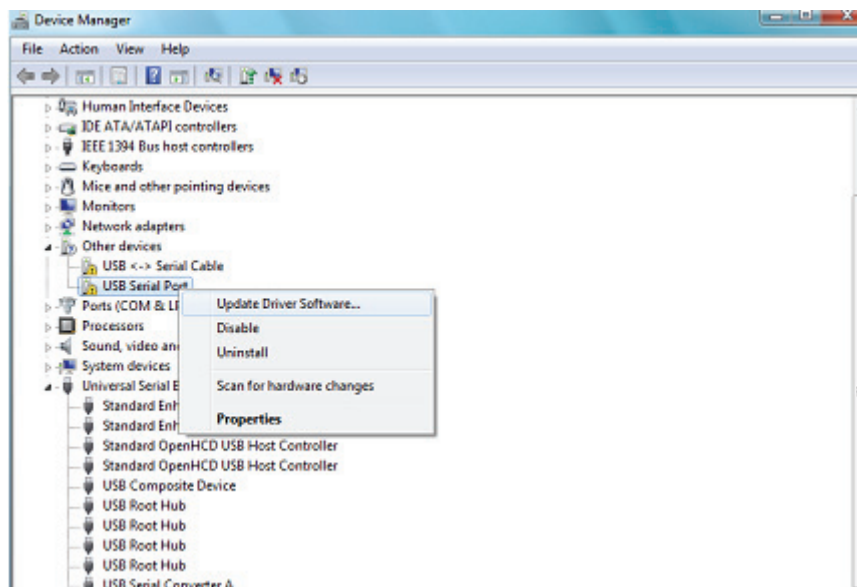 Device Manager
File Action View Help
Human Interface Devices
IDE ATA/ATAPI controllers
IEEE 1394 Bus host controllers
Keyboards
Mice and other pointing devices
Monitors
Network adapters
Other devices
USB <-> Serial Cable
USB Serial Port
Update Driver Software...
Ports (COM & LP
Processors
Disable
Sound, video an
Uninstall
System devices
Universal Serial B
Scan for hardware changes
Standard Enh
Properties
Standard Enh
Standard OpenHCD USB Host Controller
Standard OpenHCD USB Host Controller
USB Composite Device
USB Root Hub
USB Root Hub
USB Root Hub
USB Root Hub
USB Serial Converter A